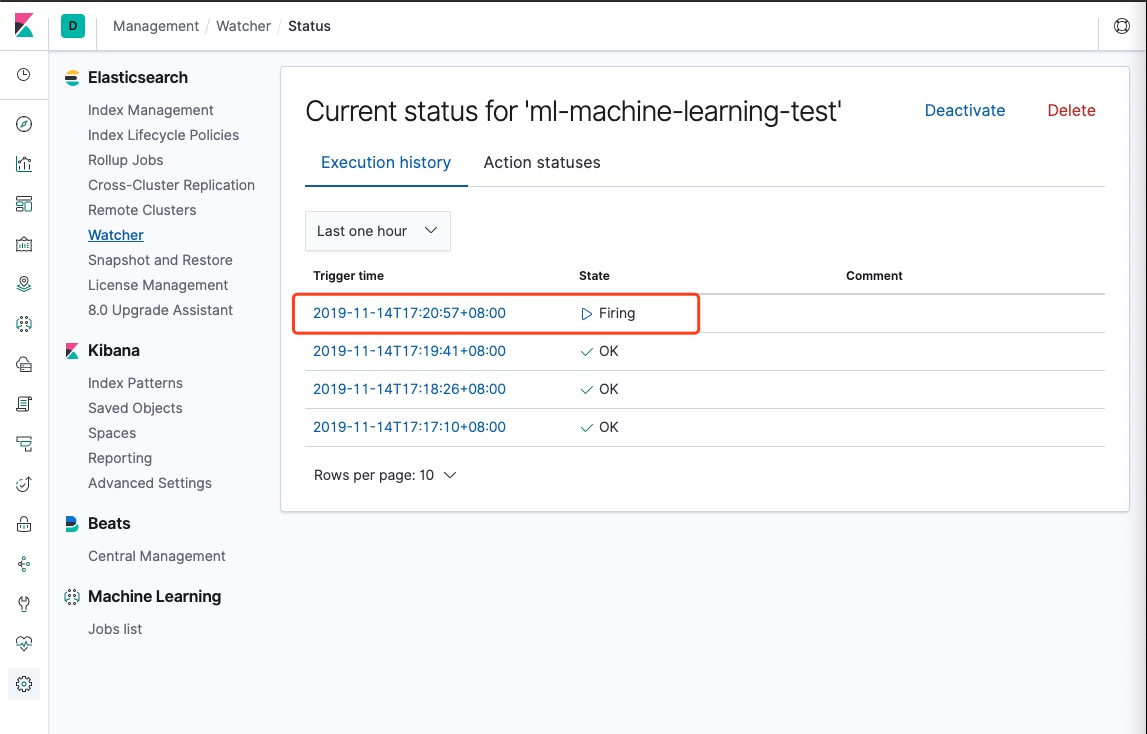 D Management / Watcher / Status
Elasticsearch
Index Management
Index Lifecycle Policies
Rollup Jobs
Cross-Cluster Replication
Remote Clusters
Watcher
Snapshot and Restore
License Management
8.0 Upgrade Assistant
Kibana
Index Patterns
Saved Objects
Spaces
Reporting
Advanced Settings
Beats
Central Management
Machine Learning
Jobs list
Current status for 'ml-machine-learning-test'
Deactivate
Delete
Execution history
Action statuses
Last one hour
Trigger time State Comment
2019-11-14T17:20:57+08:00 Firing
2019-11-14T17:19:41+08:00 OK
2019-11-14T17:18:26+08:00 OK
2019-11-14T17:17:10+08:00 OK
Rows per page: 10